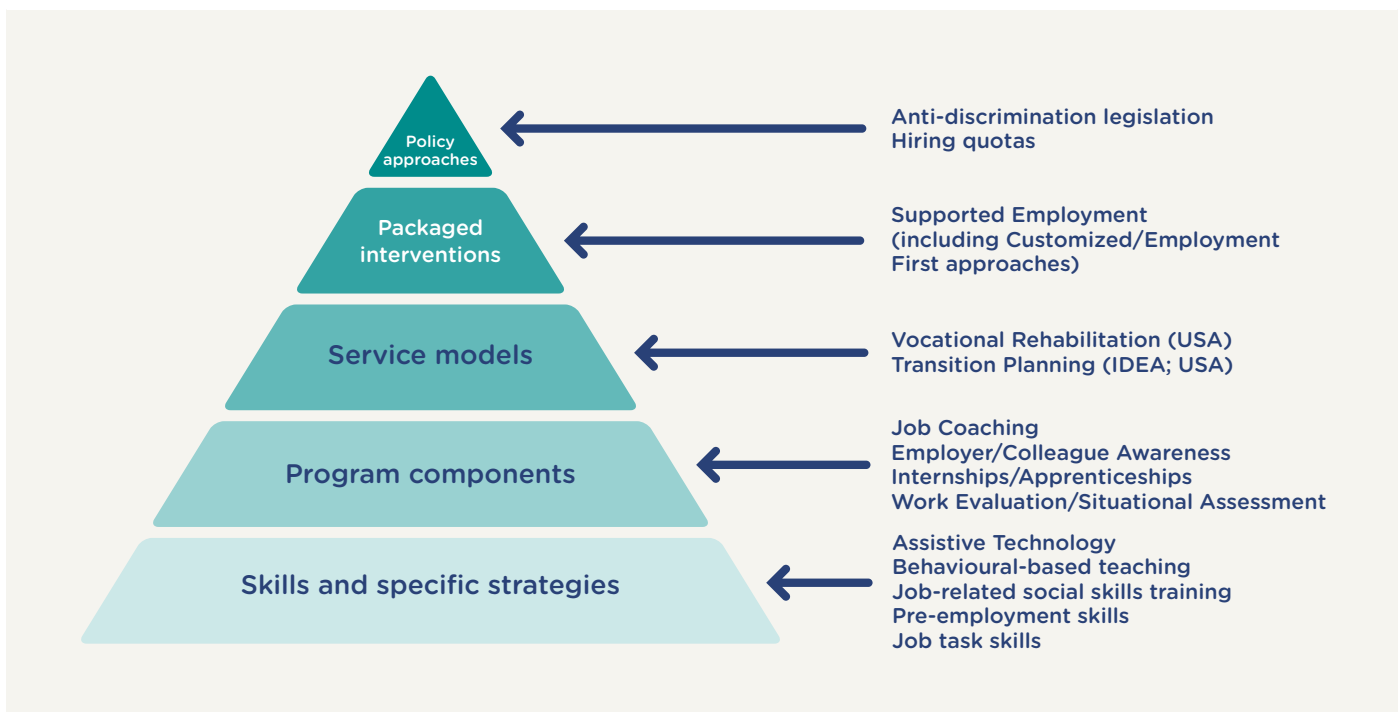 Policy
approaches
Anti-discrimination legislation
Hiring quotas
Packaged
interventions
Supported Employment
(including Customized/Employment
First approaches)
Service models
Vocational Rehabilitation (USA)
Transition Planning (IDEA; USA)
Program components
Job Coaching
Employer/Colleague Awareness
Internships/Apprenticeships
Work Evaluation/Situational Assessment
Skills and specific strategies
Assistive Technology
Behavioural-based teaching
Job-related social skills training
Pre-employment skills
Job task skills